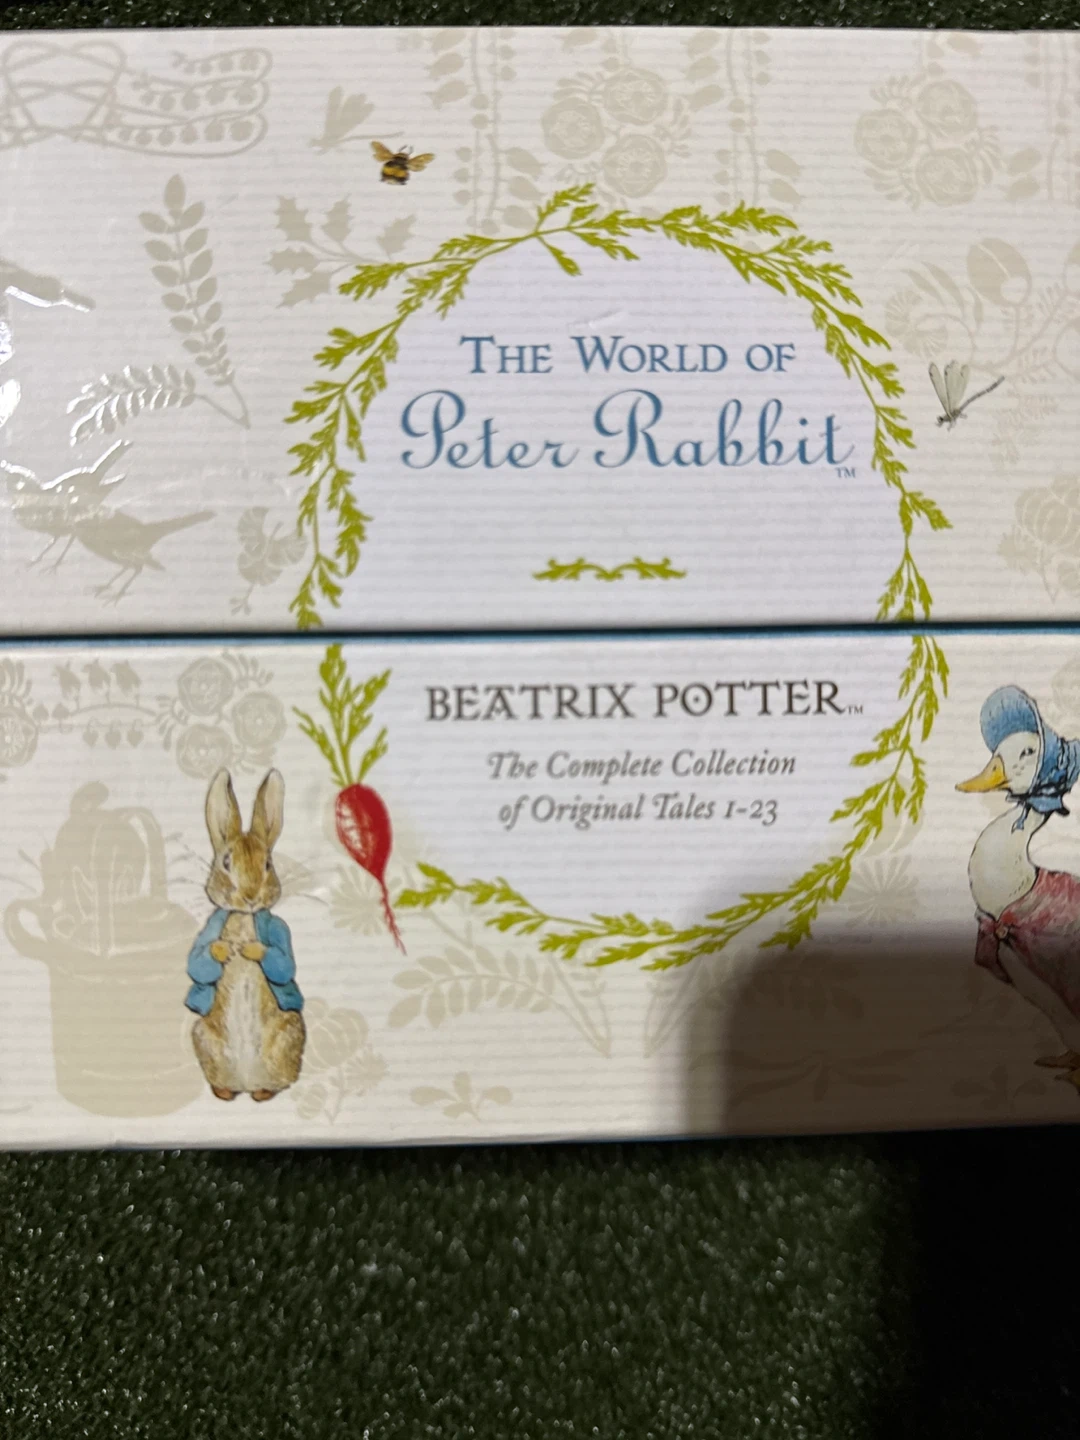 THE WORLD OF
Peter Rabbit™
BEATRIX POTTER™
The Complete Collection
of Original Tales 1-23